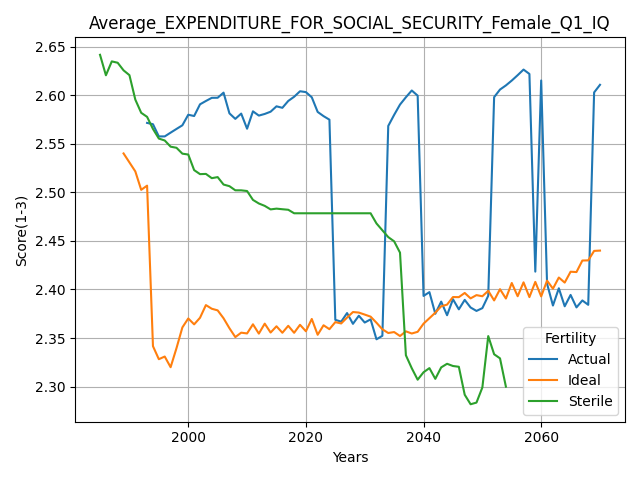 Average_EXPENDITURE_FOR_SOCIAL_SECURITY_Female_Q1_IQ
2.65
2.60
2.55
2.50
2.45
2.40
2.35
2.30
Score(1-3)
2000
2020
2040
2060
Years
Fertility
Actual
Ideal
Sterile